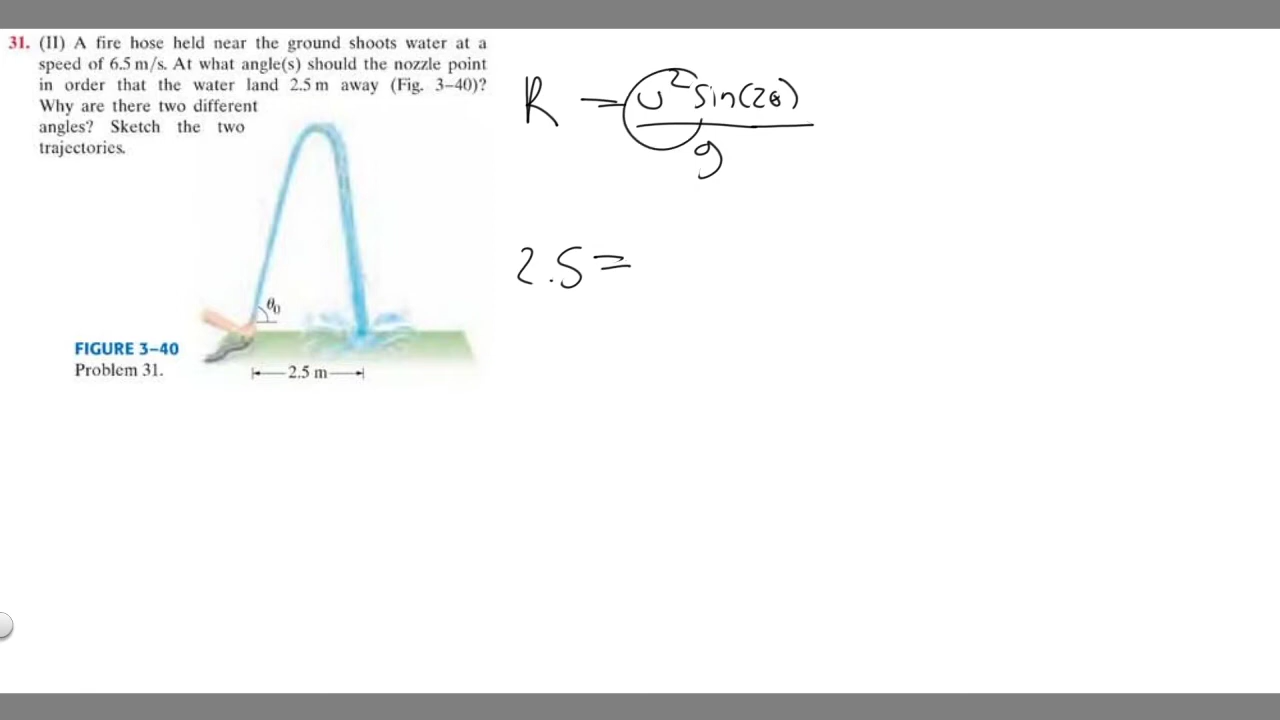 31. (II) A fire hose held near the ground shoots water at a
speed of 6.5 m/s. At what angle(s) should the nozzle point
in order that the water land 2.5 m away (Fig. 3–40)?
Why are there two different
angles? Sketch the two
trajectories.
θ0
FIGURE 3–40
Problem 31.
2.5 m
R = u² sin(2θ)
g
2.5 =